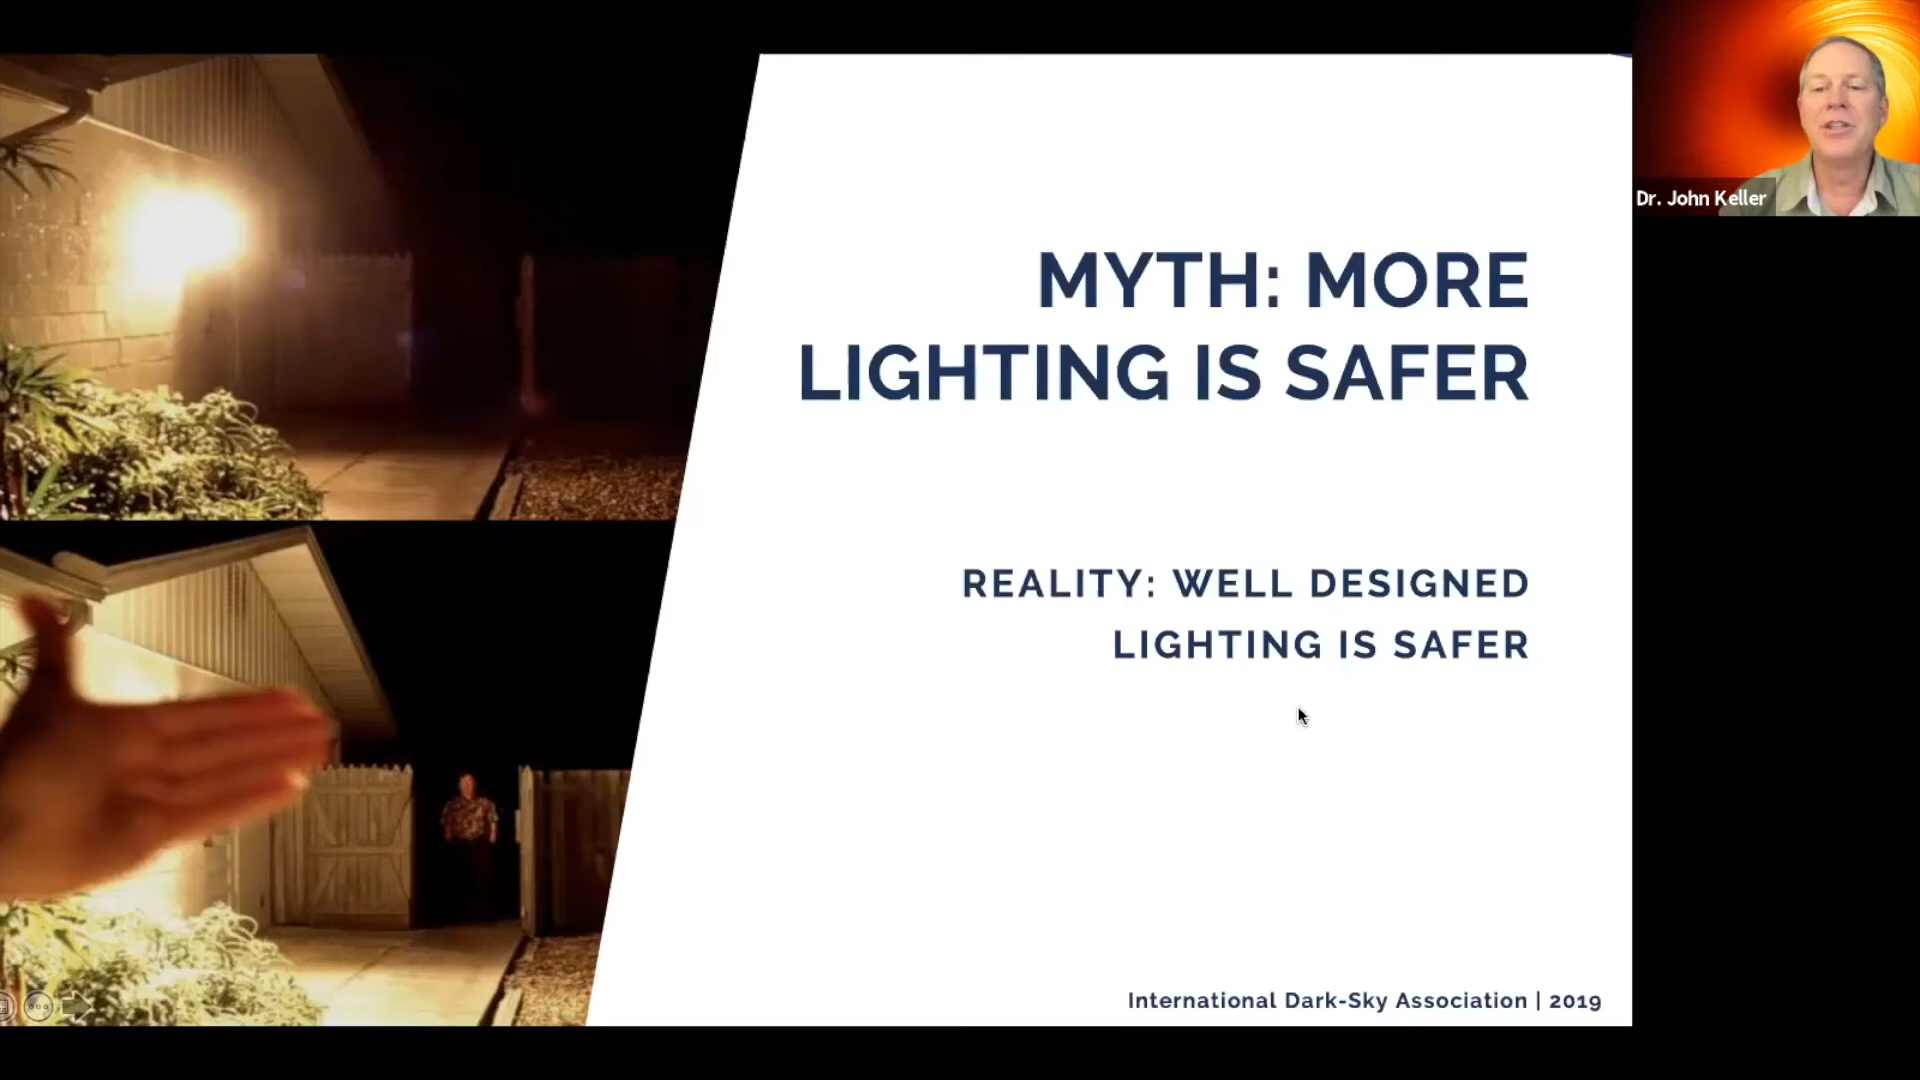 Dr. John Keller
MYTH: MORE
LIGHTING IS SAFER
REALITY: WELL DESIGNED
LIGHTING IS SAFER
International Dark-Sky Association | 2019